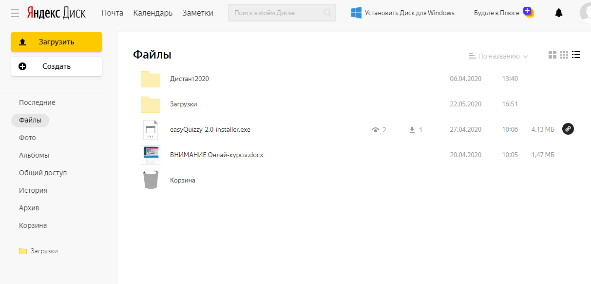 Яндекс Диск Почта Календарь Заметки Поиск в моём Диске Установить Диск для Windows Будьте в Плюсе
Загрузить
Создать
Последние
Файлы
Фото
Альбомы
Общий доступ
История
Архив
Корзина
Загрузки
Файлы По названию
Дистант2020 06.04.2020 13:40
Загрузки 22.05.2020 16:51
easyQuizzy-2.0-installer.exe 2 1 27.04.2020 10:06 4,13 МБ
ВНИМАНИЕ Онлай-курзы.docx 20.04.2020 10:05 1,47 МБ
Корзина